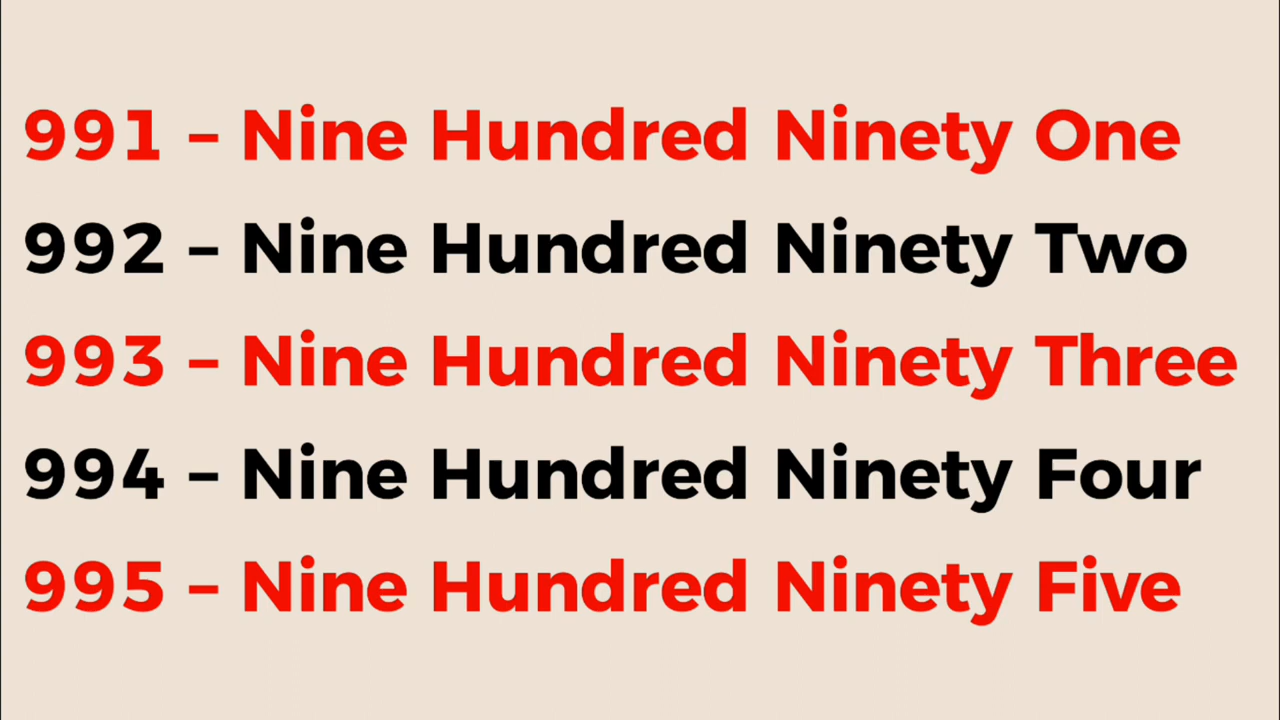 991 – Nine Hundred Ninety One
992 – Nine Hundred Ninety Two
993 – Nine Hundred Ninety Three
994 – Nine Hundred Ninety Four
995 – Nine Hundred Ninety Five